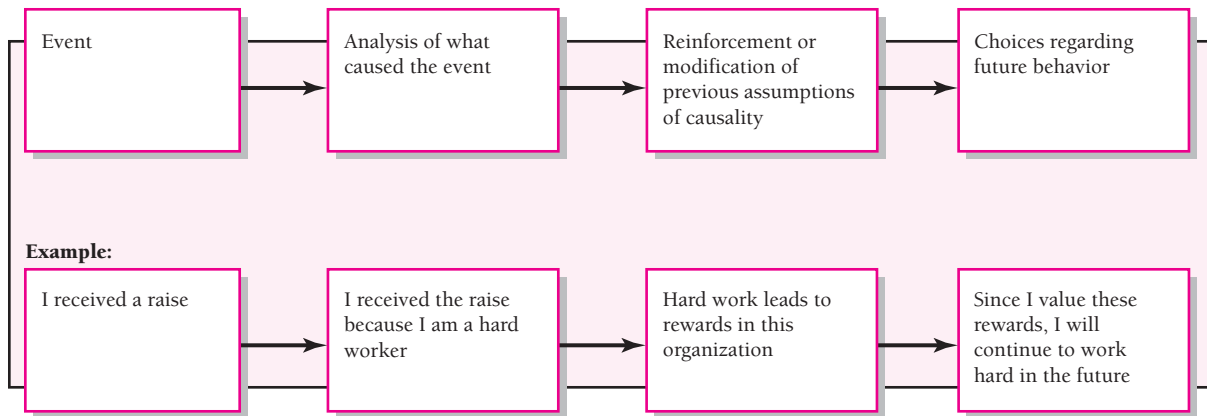 Event
Analysis of what
caused the event
Reinforcement or
modification of
previous assumptions
of causality
Choices regarding
future behavior
Example:
I received a raise
I received the raise
because I am a hard
worker
Hard work leads to
rewards in this
organization
Since I value these
rewards, I will
continue to work
hard in the future